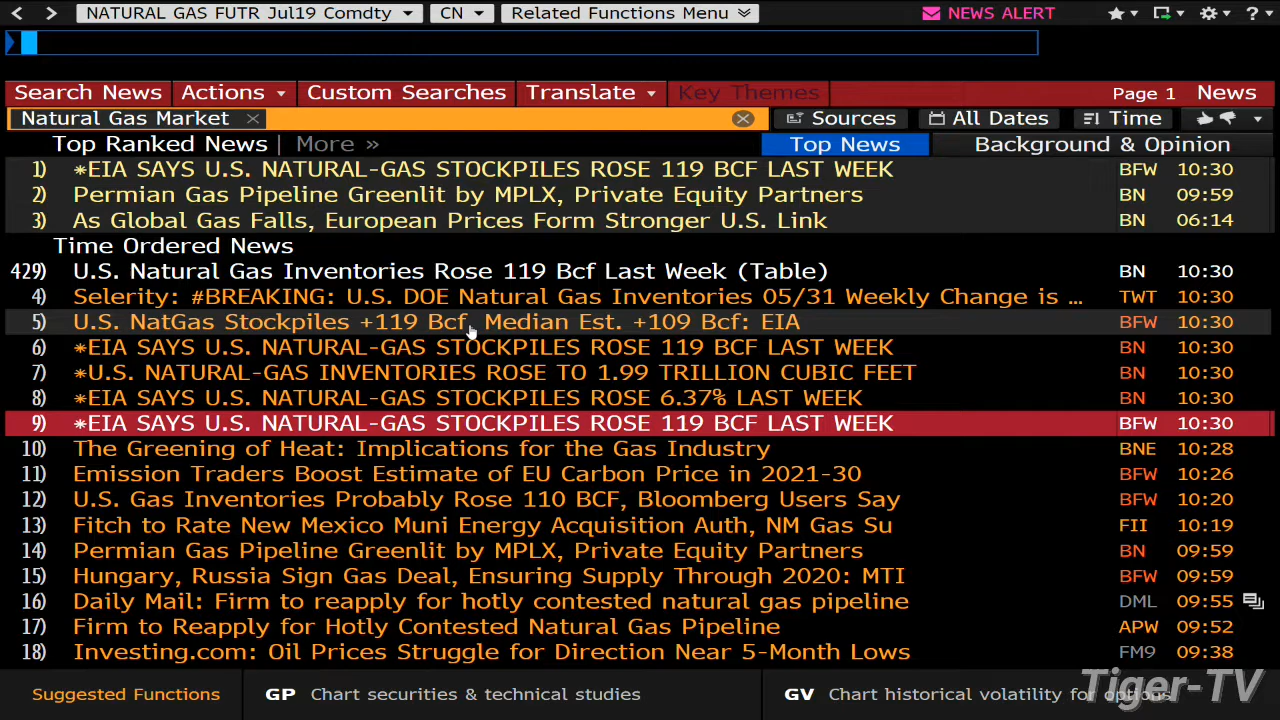 NATURAL GAS FUTR Jul19 Comdty CN Related Functions Menu NEWS ALERT ?
Search News Actions Custom Searches Translate Key Themes Page 1 News
Natural Gas Market Sources All Dates Time
Top Ranked News | More » Top News Background & Opinion
1) *EIA SAYS U.S. NATURAL-GAS STOCKPILES ROSE 119 BCF LAST WEEK BFW 10:30
2) Permian Gas Pipeline Greenlit by MPLX, Private Equity Partners BN 09:59
3) As Global Gas Falls, European Prices Form Stronger U.S. Link BN 06:14
Time Ordered News
429) U.S. Natural Gas Inventories Rose 119 Bcf Last Week (Table) BN 10:30
4) Selerity: #BREAKING: U.S. DOE Natural Gas Inventories 05/31 Weekly Change is ... TWT 10:30
5) U.S. NatGas Stockpiles +119 Bcf, Median Est. +109 Bcf: EIA BFW 10:30
6) *EIA SAYS U.S. NATURAL-GAS STOCKPILES ROSE 119 BCF LAST WEEK BN 10:30
7) *U.S. NATURAL-GAS INVENTORIES ROSE TO 1.99 TRILLION CUBIC FEET BN 10:30
8) *EIA SAYS U.S. NATURAL-GAS STOCKPILES ROSE 6.37% LAST WEEK BN 10:30
9) *EIA SAYS U.S. NATURAL-GAS STOCKPILES ROSE 119 BCF LAST WEEK BFW 10:30
10) The Greening of Heat: Implications for the Gas Industry BNE 10:28
11) Emission Traders Boost Estimate of EU Carbon Price in 2021-30 BFW 10:26
12) U.S. Gas Inventories Probably Rose 110 BCF, Bloomberg Users Say BFW 10:20
13) Fitch to Rate New Mexico Muni Energy Acquisition Auth, NM Gas Su FII 10:19
14) Permian Gas Pipeline Greenlit by MPLX, Private Equity Partners BN 09:59
15) Hungary, Russia Sign Gas Deal, Ensuring Supply Through 2020: MTI BFW 09:59
16) Daily Mail: Firm to reapply for hotly contested natural gas pipeline DML 09:55
17) Firm to Reapply for Hotly Contested Natural Gas Pipeline APW 09:52
18) Investing.com: Oil Prices Struggle for Direction Near 5-Month Lows FM9 09:38
Suggested Functions GP Chart securities & technical studies GV Chart historical volatility for options
Tiger-TV